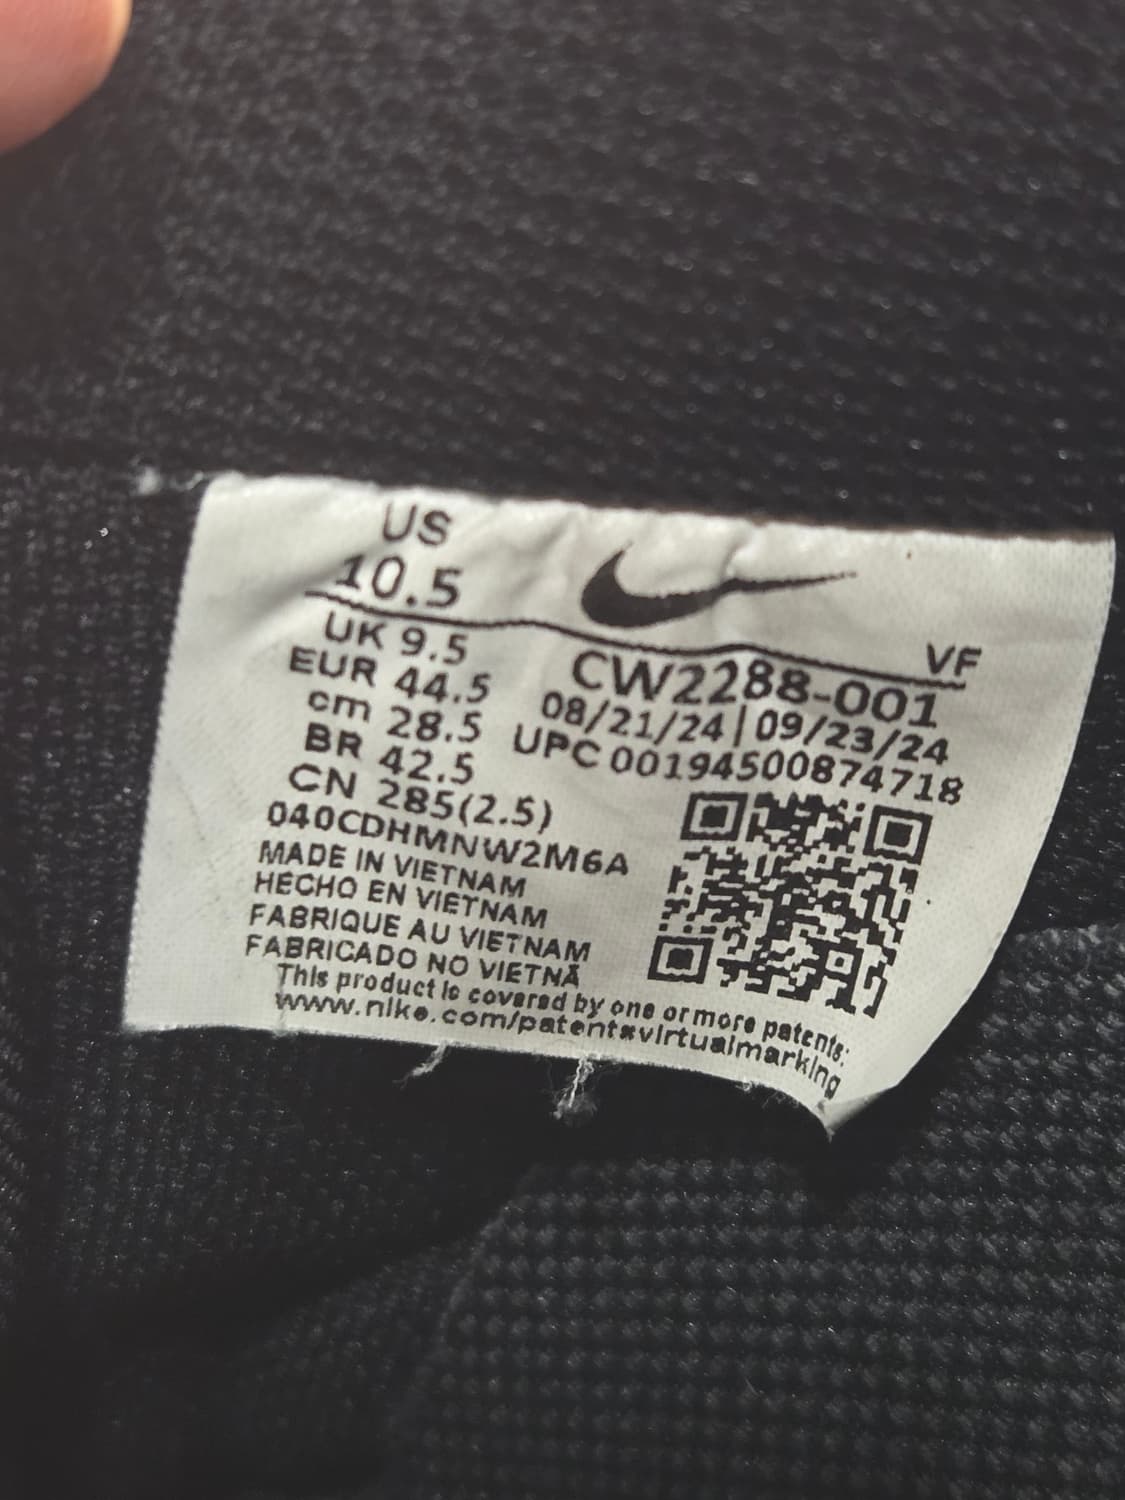 US
10.5
UK 9.5
EUR 44.5
cm 28.5
BR 42.5
CN 285(2.5)
040CDHMNW2M6A
MADE IN VIETNAM
HECHO EN VIETNAM
FABRIQUE AU VIETNAM
FABRICADO NO VIETNÃ
This product is covered by one or more patents:
www.nike.com/patentsvirtualmarking
VF
CW2288-001
08/21/24|09/23/24
UPC 00194500874718